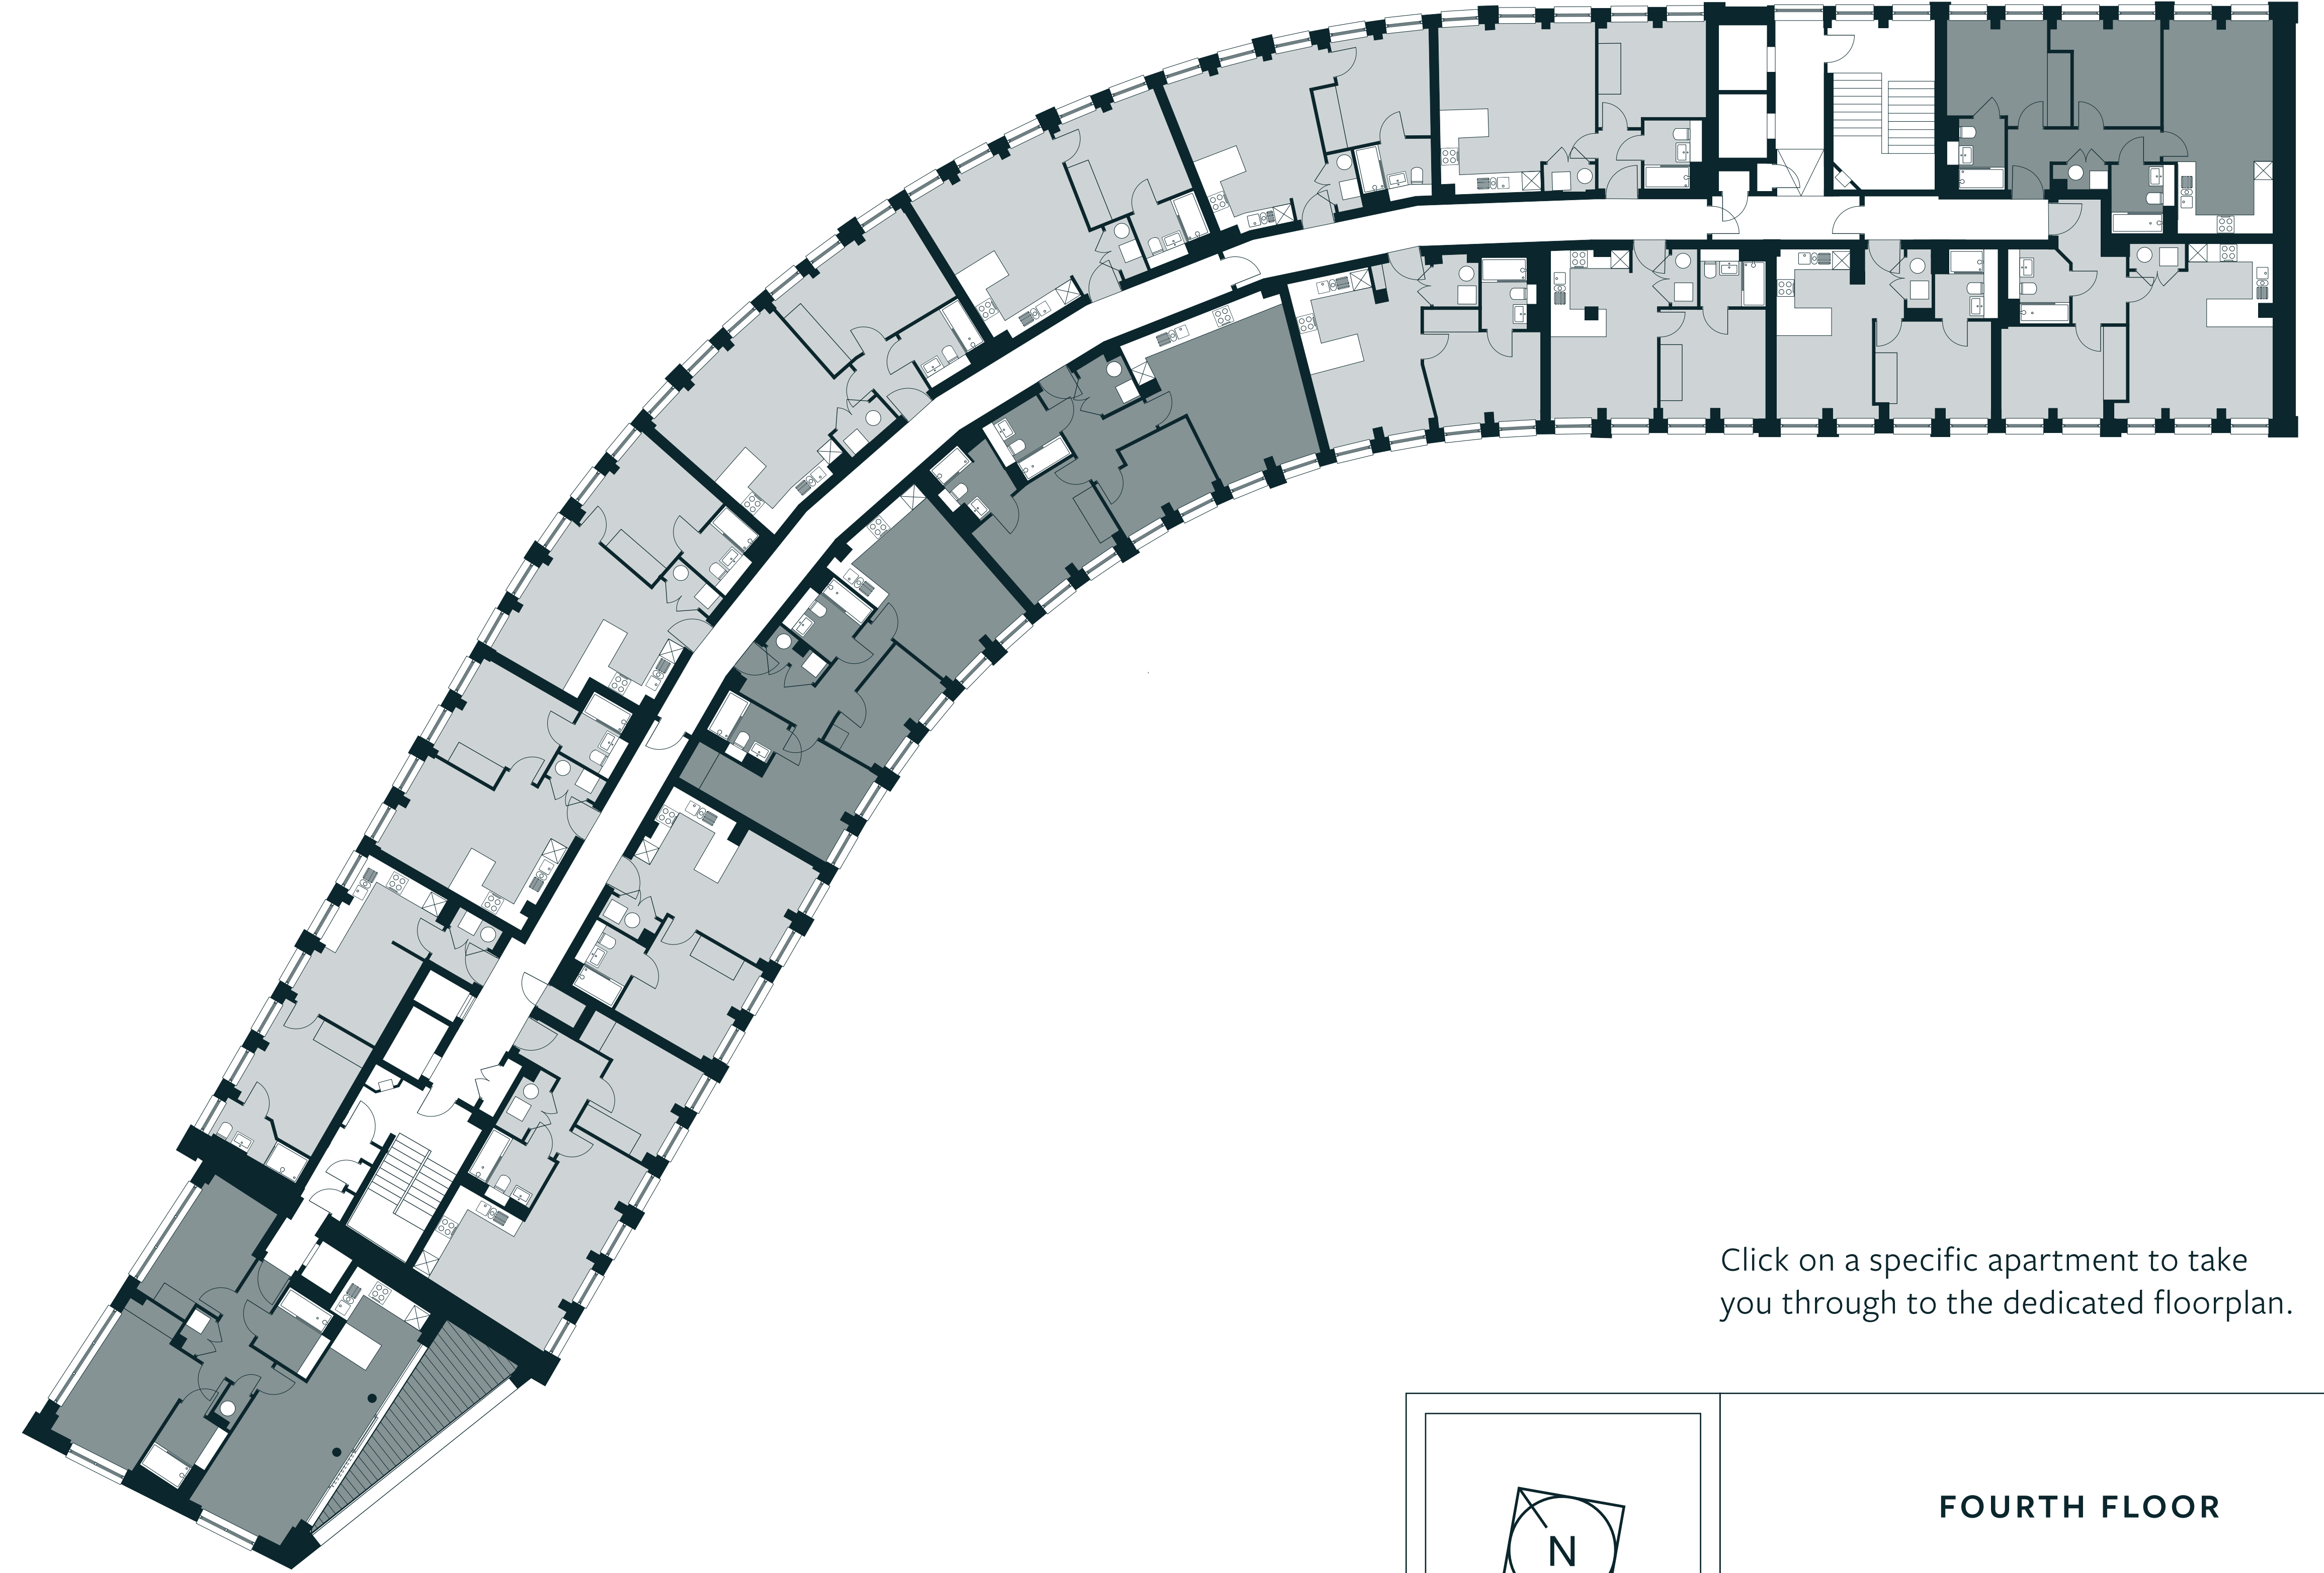 Click on a specific apartment to take
you through to the dedicated floorplan.
FOURTH FLOOR
N